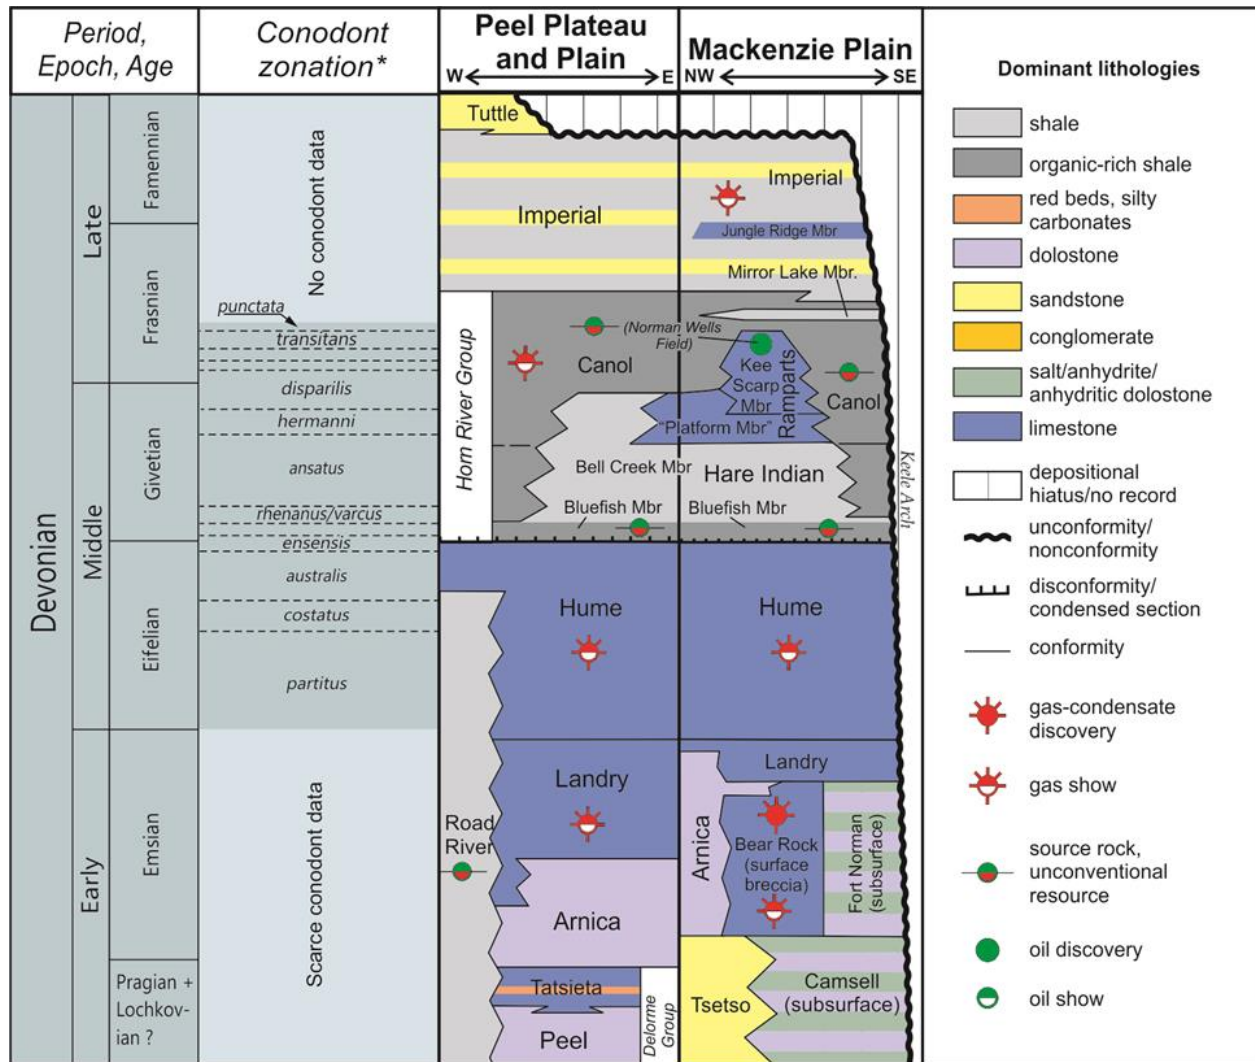 Period,
Epoch, Age
Conodont
zonation*
Peel Plateau
and Plain
W
E
Mackenzie Plain
NW
SE
Devonian
Late
Middle
Early
Famennian
Frasnian
Givetian
Eifelian
Emsian
Pragian +
Lochkov-
ian ?
No conodont data
punctata
transitans
disparilis
hermanni
ansatus
rhenanus/varcus
ensensis
australis
costatus
partitus
Scarce conodont data
Tuttle
Imperial
Horn River Group
Canol
Bell Creek Mbr
Bluefish Mbr
Hume
Landry
Road
River
Arnica
Tatsieta
Peel
Delorme
Group
Imperial
Jungle Ridge Mbr
Mirror Lake Mbr.
(Norman Wells
Field)
Kee
Scarp
Mbr
Ramparts
"Platform Mbr"
Canol
Hare Indian
Bluefish Mbr
Keele Arch
Hume
Landry
Arnica
Bear Rock
(surface
breccia)
Fort Norman
(subsurface)
Tsetso
Camsell
(subsurface)
Dominant lithologies
shale
organic-rich shale
red beds, silty
carbonates
dolostone
sandstone
conglomerate
salt/anhydrite/
anhydritic dolostone
limestone
depositional
hiatus/no record
unconformity/
nonconformity
disconformity/
condensed section
conformity
gas-condensate
discovery
gas show
source rock,
unconventional
resource
oil discovery
oil show